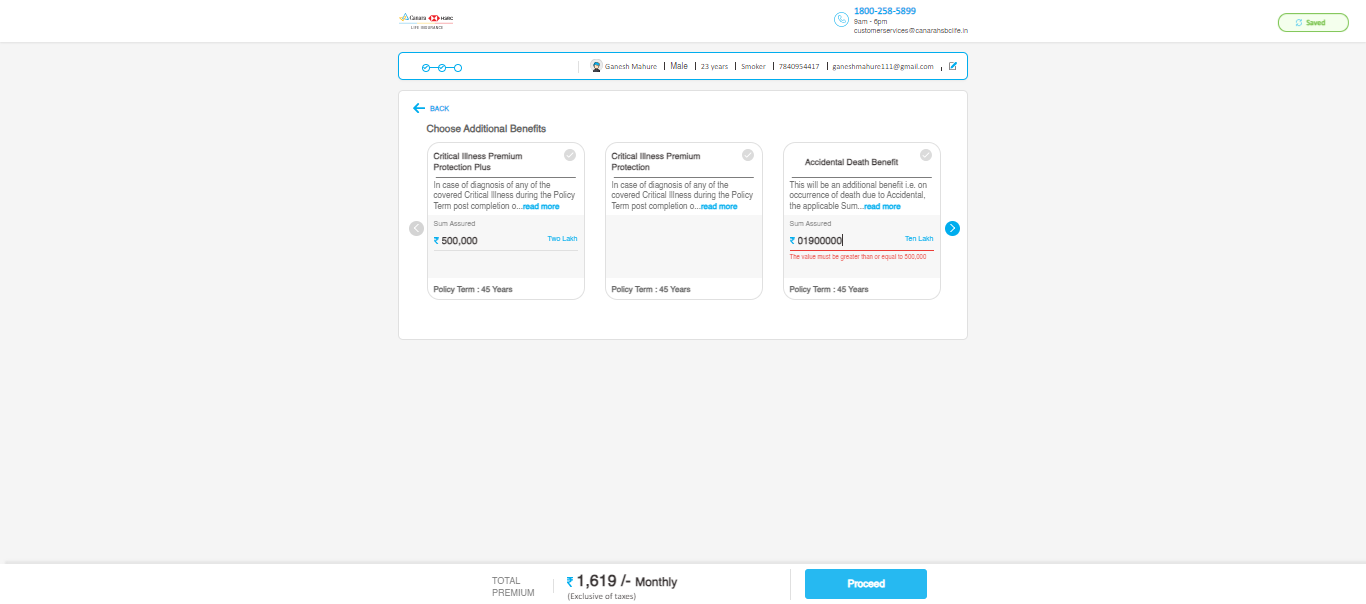 Canara HSBC
LIFE INSURANCE
1800-258-5899
9am - 6pm
customerservices@canarahsbclife.in
Saved
Ganesh Mahure | Male | 23 years | Smoker | 7840954417 | ganeshmahure111@gmail.com
BACK
Choose Additional Benefits
Critical Illness Premium
Protection Plus
In case of diagnosis of any of the
covered Critical Illness during the Policy
Term post completion o...read more
Sum Assured
₹ 500,000 Two Lakh
Policy Term : 45 Years
Critical Illness Premium
Protection
In case of diagnosis of any of the
covered Critical Illness during the Policy
Term post completion o...read more
Policy Term : 45 Years
Accidental Death Benefit
This will be an additional benefit i.e. on
occurrence of death due to Accidental,
the applicable Sum...read more
Sum Assured
₹ 01900000 Ten Lakh
The value must be greater than or equal to 500,000
Policy Term : 45 Years
TOTAL
PREMIUM
₹ 1,619 /- Monthly
(Exclusive of taxes)
Proceed